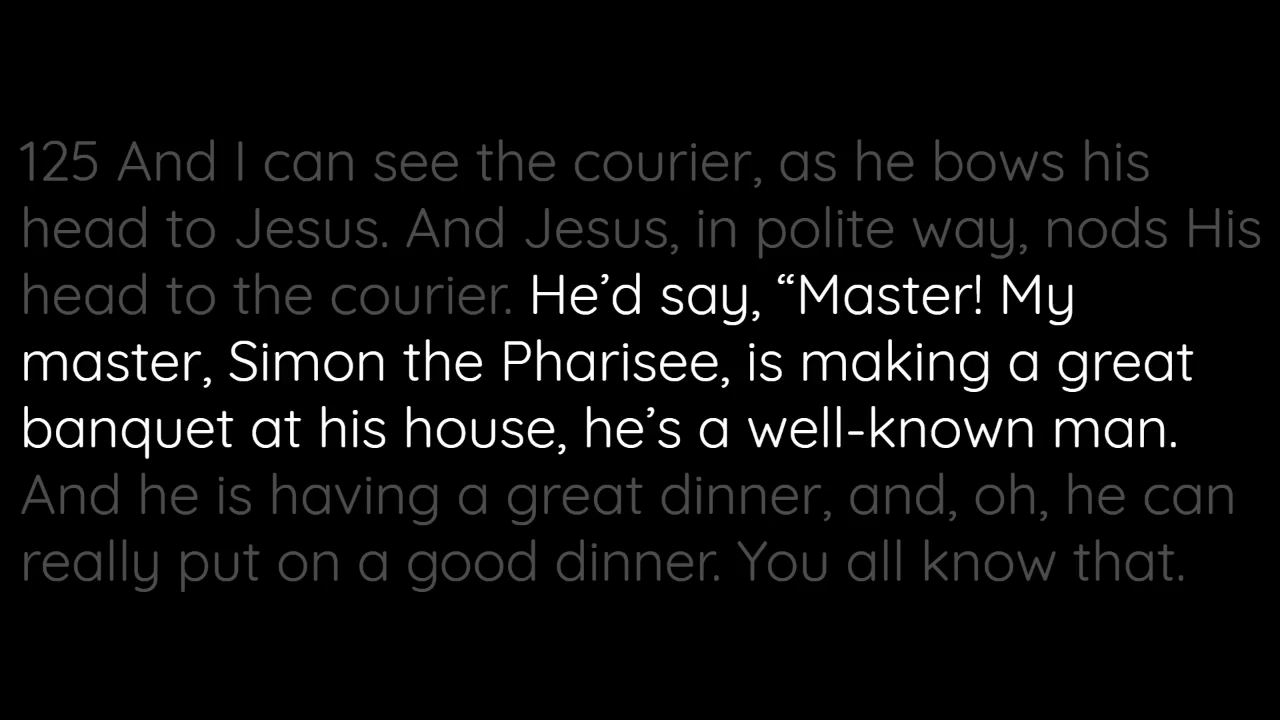 125 And I can see the courier, as he bows his
head to Jesus. And Jesus, in polite way, nods His
head to the courier. He’d say, “Master! My
master, Simon the Pharisee, is making a great
banquet at his house, he’s a well-known man.
And he is having a great dinner, and, oh, he can
really put on a good dinner. You all know that.